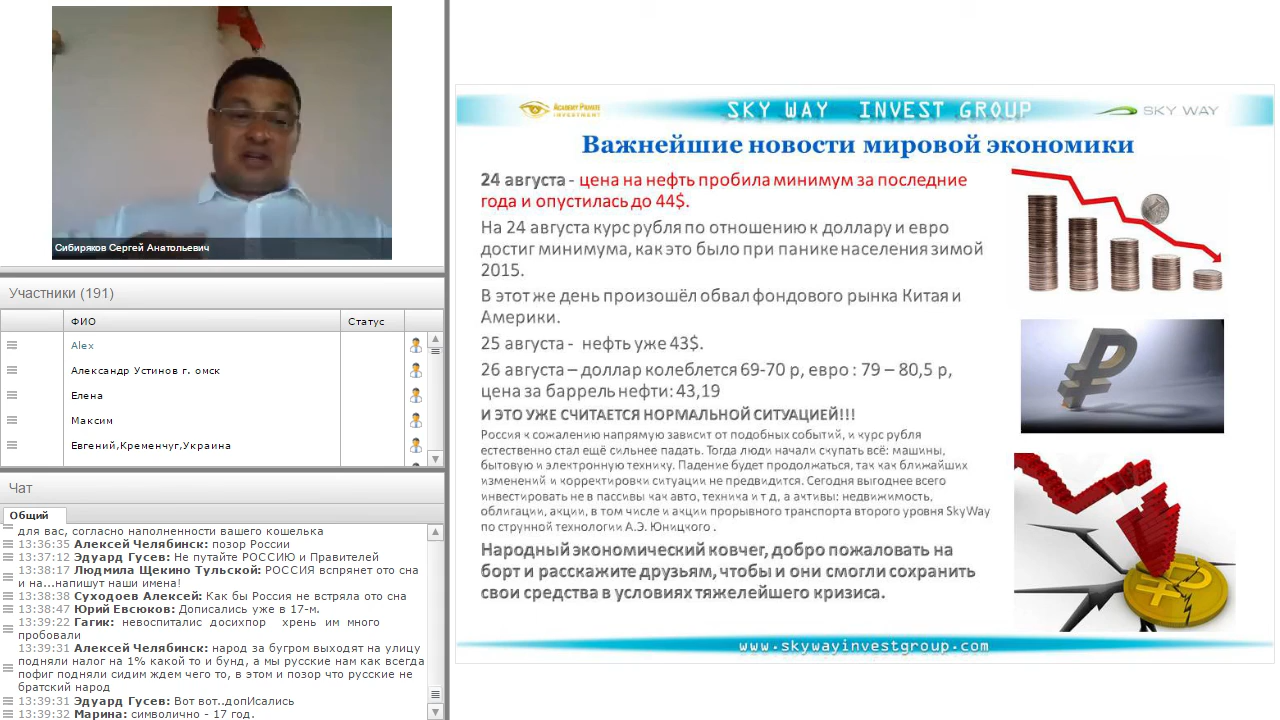 Сибиряков Сергей Анатольевич
Участники (191)
ФИО
Статус
Alex
Александр Устинов г. омск
Елена
Максим
Евгений,Кременчуг,Украина
Чат
Общий
для вас, согласно наполненности вашего кошелька
13:36:35 Алексей Челябинск: позор России
13:37:12 Эдуард Гусев: Не путайте РОССИЮ и Правителей
13:38:17 Людмила Щекино Тульской: РОССИЯ вспрянет ото сна
и на...напишут наши имена!
13:38:38 Суходоев Алексей: Как бы Россия не встряла ото сна
13:38:47 Юрий Евсюков: Дописались уже в 17-м.
13:39:22 Гагик: невоспиталис досихпор хрень им много
пробовали
13:39:31 Алексей Челябинск: народ за бугром выходят на улицу
подняли налог на 1% какой то и бунд, а мы русские нам как всегда
пофиг подняли сидим ждем чего то, в этом и позор что русские не
братский народ
13:39:31 Эдуард Гусев: Вот вот..допИсались
13:39:32 Марина: символично - 17 год.
ACADEMY PRIVATE
INVESTMENT
SKY WAY INVEST GROUP
SKY WAY
Важнейшие новости мировой экономики
24 августа - цена на нефть пробила минимум за последние
года и опустилась до 44$.
На 24 августа курс рубля по отношению к доллару и евро
достиг минимума, как это было при панике населения зимой
2015.
В этот же день произошёл обвал фондового рынка Китая и
Америки.
25 августа - нефть уже 43$.
26 августа – доллар колеблется 69-70 р, евро : 79 – 80,5 р,
цена за баррель нефти: 43,19
И ЭТО УЖЕ СЧИТАЕТСЯ НОРМАЛЬНОЙ СИТУАЦИЕЙ!!!
Россия к сожалению напрямую зависит от подобных событий, и курс рубля
естественно стал ещё сильнее падать. Тогда люди начали скупать всё: машины,
бытовую и электронную технику. Падение будет продолжаться, так как ближайших
изменений и корректировки ситуации не предвидится. Сегодня выгоднее всего
инвестировать не в пассивы как авто, техника и т д, а активы: недвижимость,
облигации, акции, в том числе и акции прорывного транспорта второго уровня SkyWay
по струнной технологии А.Э. Юницкого .
Народный экономический ковчег, добро пожаловать на
борт и расскажите друзьям, чтобы и они смогли сохранить
свои средства в условиях тяжелейшего кризиса.
www.skywayinvestgroup.com